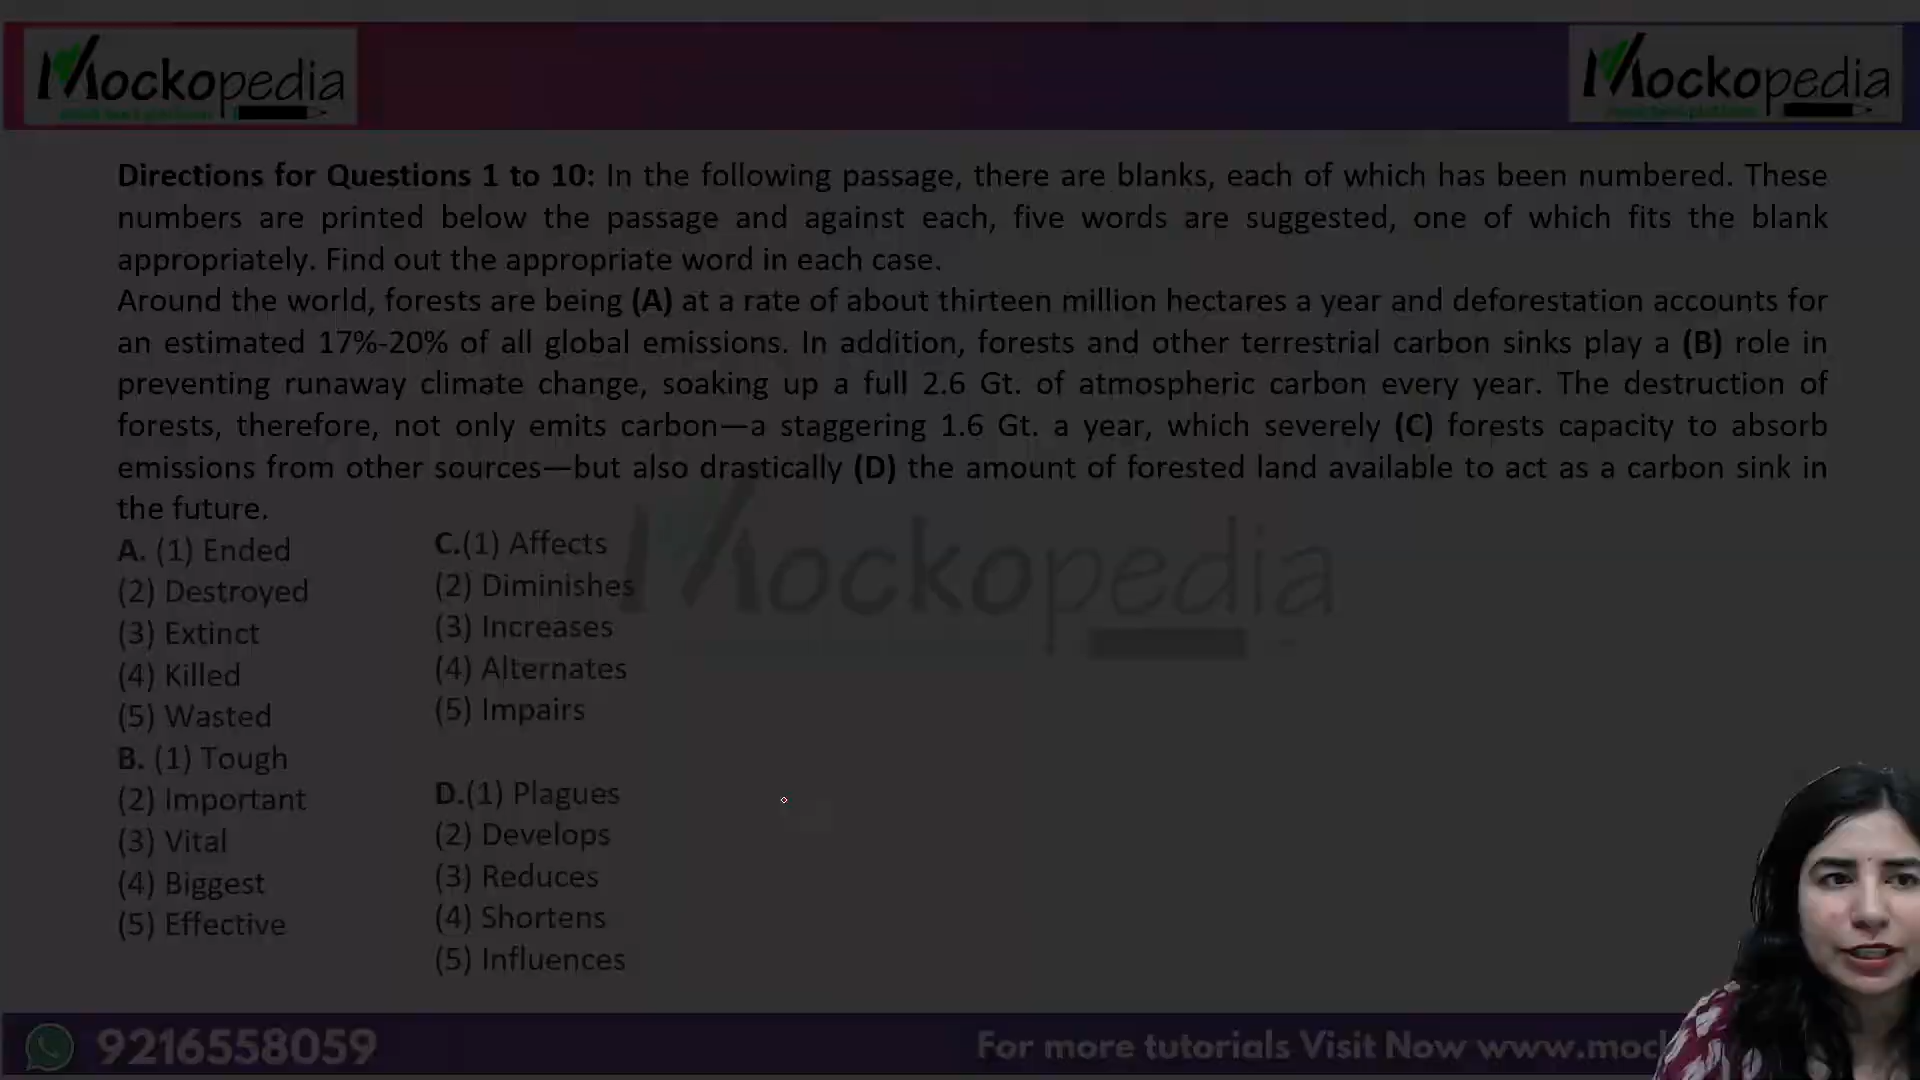 Mockopedia
Mockopedia
Directions for Questions 1 to 10: In the following passage, there are blanks, each of which has been numbered. These
numbers are printed below the passage and against each, five words are suggested, one of which fits the blank
appropriately. Find out the appropriate word in each case.
Around the world, forests are being (A) at a rate of about thirteen million hectares a year and deforestation accounts for
an estimated 17%-20% of all global emissions. In addition, forests and other terrestrial carbon sinks play a (B) role in
preventing runaway climate change, soaking up a full 2.6 Gt. of atmospheric carbon every year. The destruction of
forests, therefore, not only emits carbon—a staggering 1.6 Gt. a year, which severely (C) forests capacity to absorb
emissions from other sources—but also drastically (D) the amount of forested land available to act as a carbon sink in
the future.
A. (1) Ended
(2) Destroyed
(3) Extinct
(4) Killed
(5) Wasted
B. (1) Tough
(2) Important
(3) Vital
(4) Biggest
(5) Effective
C.(1) Affects
(2) Diminishes
(3) Increases
(4) Alternates
(5) Impairs
D.(1) Plagues
(2) Develops
(3) Reduces
(4) Shortens
(5) Influences
Mockopedia
9216558059
For more tutorials Visit Now www.moc